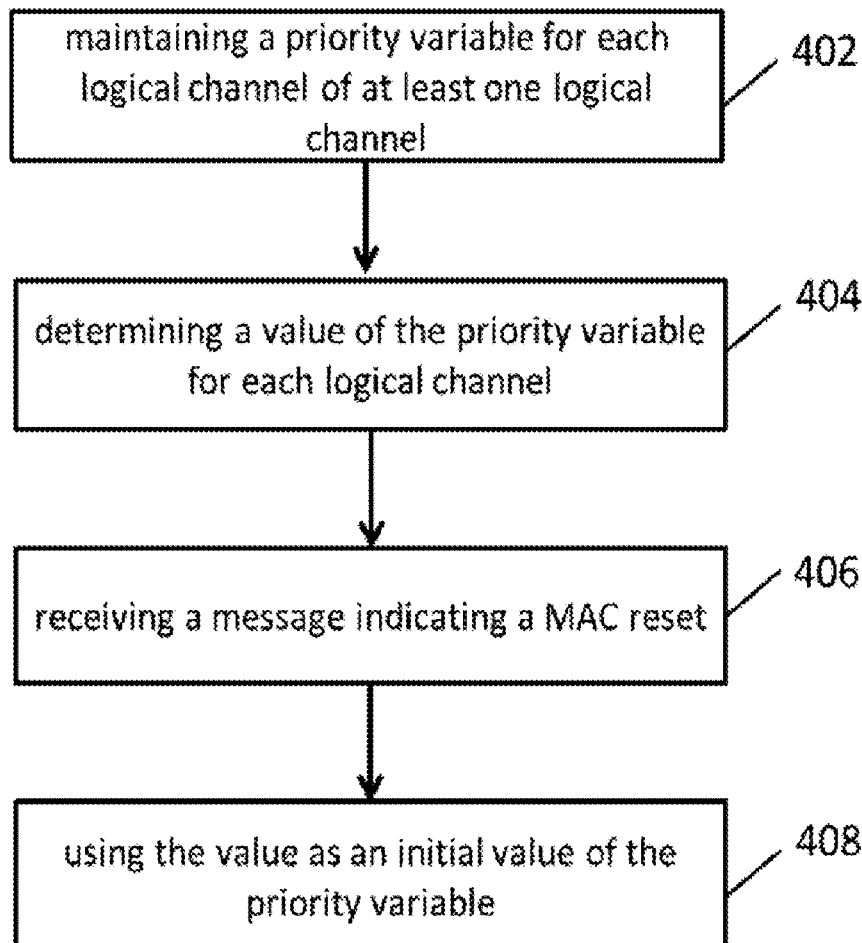 maintaining a priority variable for each
logical channel of at least one logical
channel
402
determining a value of the priority variable
for each logical channel
404
receiving a message indicating a MAC reset
406
using the value as an initial value of the
priority variable
408